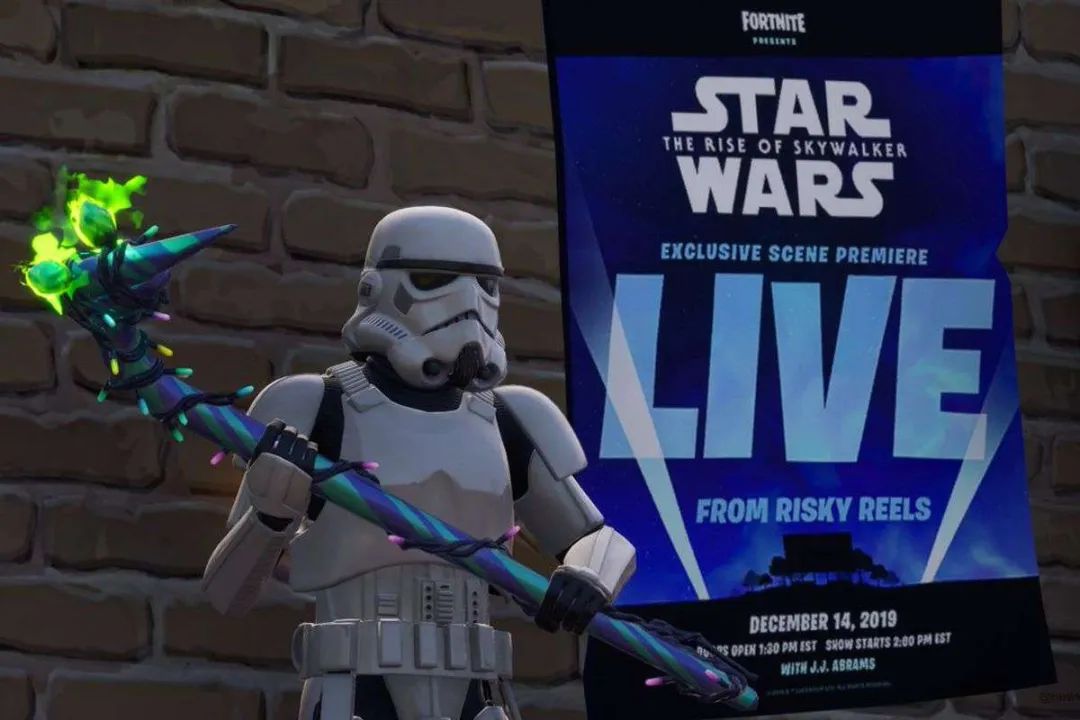 FORTNITE
PRESENTS
STAR
THE RISE OF SKYWALKER
WARS
EXCLUSIVE SCENE PREMIERE
LIVE
FROM RISKY REELS
DECEMBER 14, 2019
OPEN 1:30 PM EST SHOW STARTS 2:00 PM EST
WITH J.J. ABRAMS